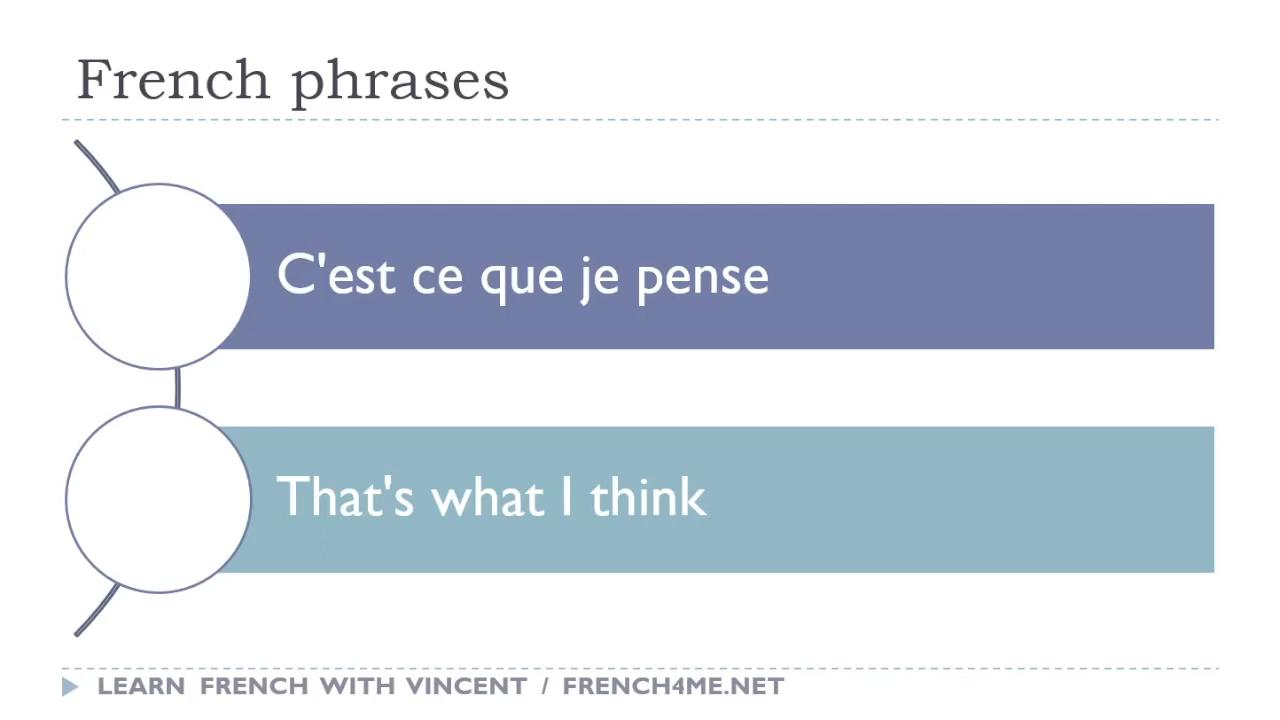 French phrases
C'est ce que je pense
That's what I think
LEARN FRENCH WITH VINCENT / FRENCH4ME.NET